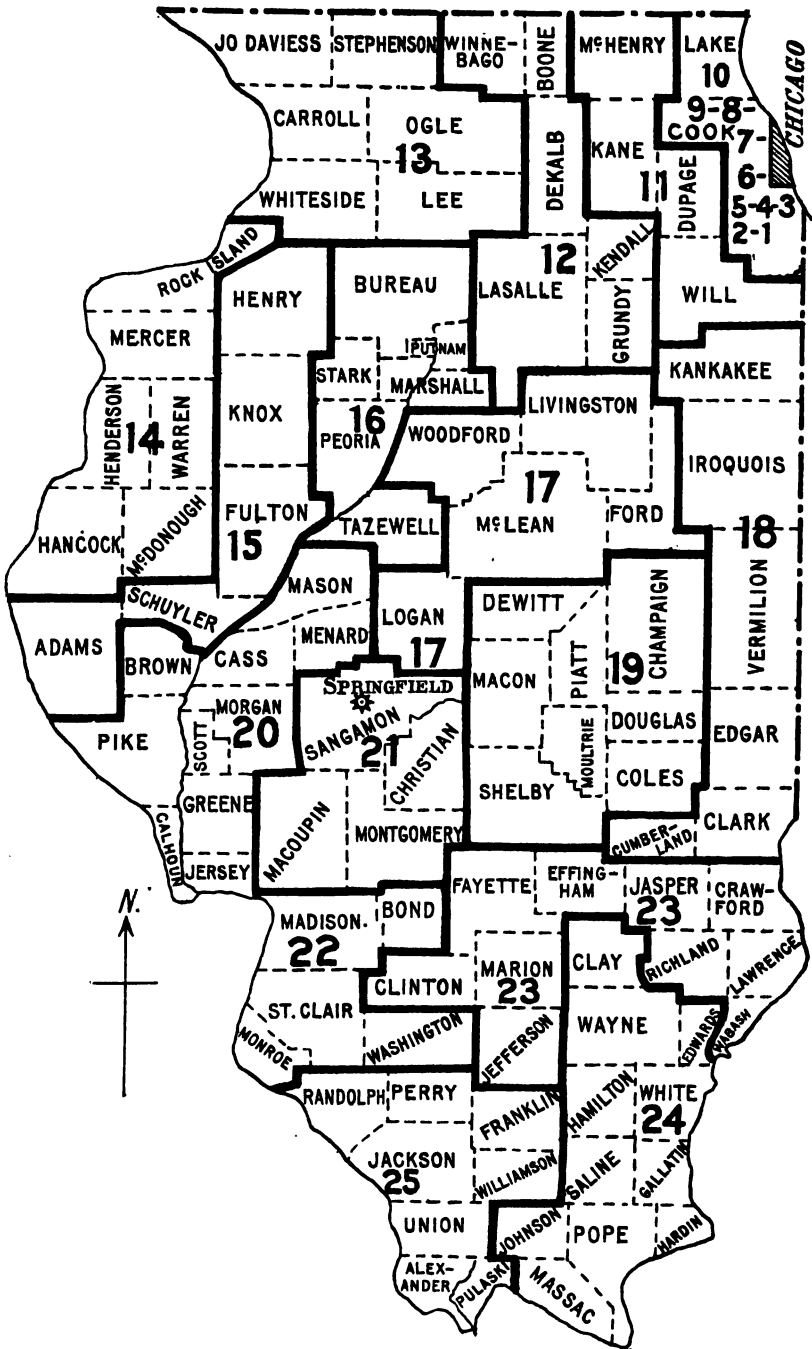 JO DAVIESS
STEPHENSON
WINNE-
BAGO
BOONE
McHENRY
LAKE
10
CHICAGO
9-8-
COOK
7-
6-
5-4-3
2-1
CARROLL
OGLE
13
DEKALB
KANE
11
DUPAGE
WHITESIDE
LEE
ROCK ISLAND
HENRY
BUREAU
LASALLE
12
KENDALL
GRUNDY
WILL
MERCER
PUTNAM
STARK
MARSHALL
KANKAKEE
HENDERSON
14
WARREN
KNOX
16
PEORIA
WOODFORD
LIVINGSTON
IROQUOIS
HANCOCK
McDONOUGH
FULTON
15
TAZEWELL
17
McLEAN
FORD
18
VERMILION
SCHUYLER
MASON
LOGAN
17
DEWITT
CHAMPAIGN
ADAMS
BROWN
CASS
MENARD
MACON
PIATT
19
SPRINGFIELD
PIKE
SCOTT
MORGAN
20
SANGAMON
21
CHRISTIAN
MOULTRIE
DOUGLAS
EDGAR
COLES
SHELBY
GREENE
MACOUPIN
MONTGOMERY
CUMBER-
LAND
CLARK
CALHOUN
JERSEY
FAYETTE
EFFING-
HAM
JASPER
23
CRAW-
FORD
N.
MADISON
22
BOND
CLINTON
MARION
23
CLAY
RICHLAND
LAWRENCE
ST. CLAIR
MONROE
WASHINGTON
JEFFERSON
WAYNE
EDWARDS
WABASH
RANDOLPH
PERRY
FRANKLIN
HAMILTON
WHITE
24
JACKSON
25
WILLIAMSON
SALINE
GALLATIN
UNION
JOHNSON
POPE
HARDIN
ALEX-
ANDER
PULASKI
MASSAC